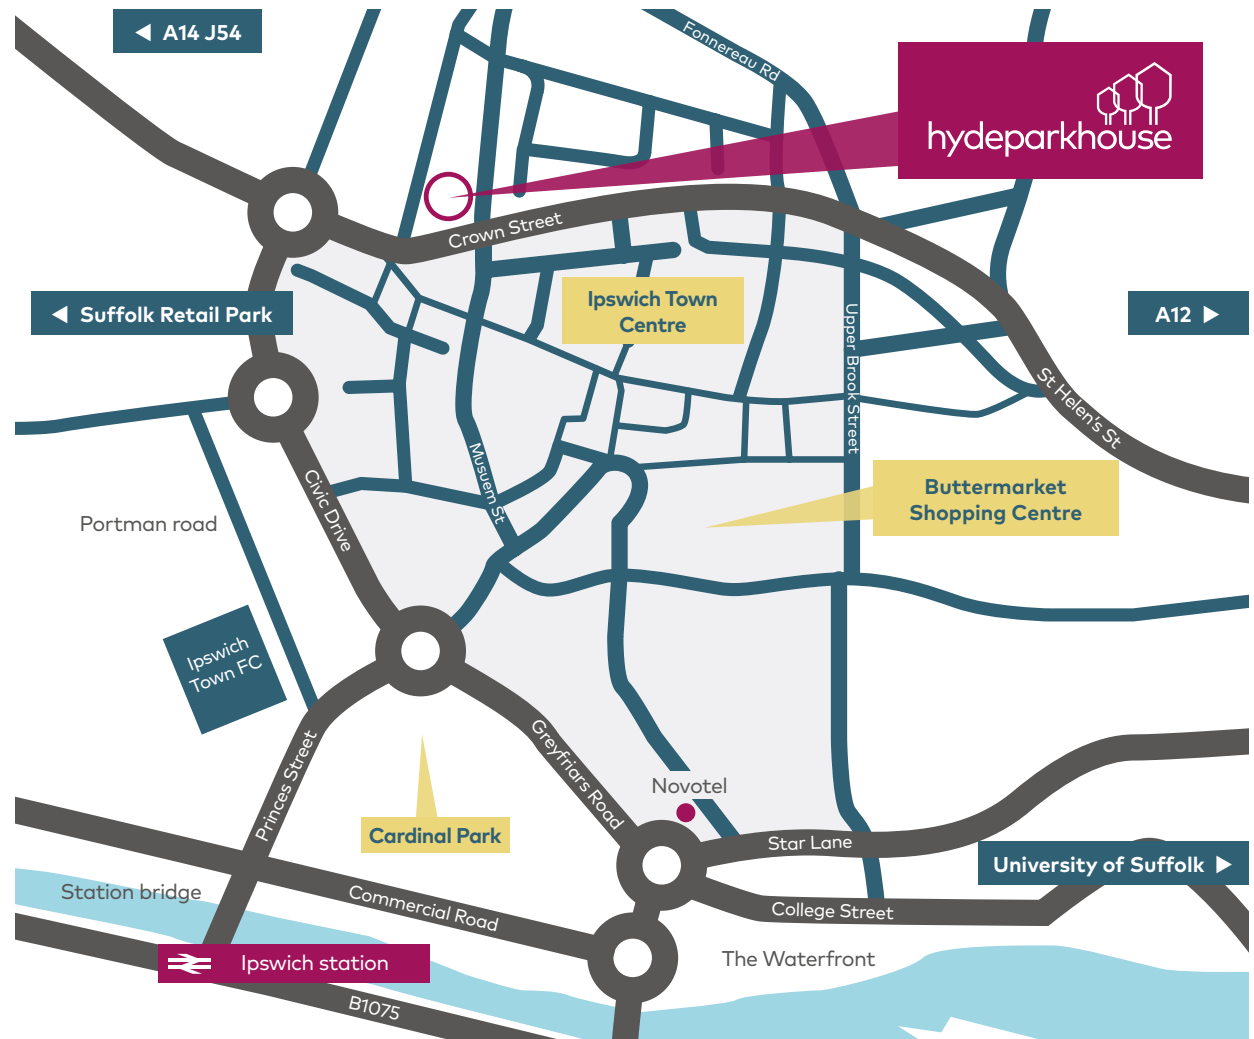 A14 J54
Fonnereau Rd
hydeparkhouse
Crown Street
Ipswich Town
Centre
Suffolk Retail Park
A12
Upper Brook Street
St Helen's St
Musuem St
Civic Drive
Buttermarket
Shopping Centre
Portman road
Ipswich
Town FC
Princes Street
Greyfriars Road
Novotel
Cardinal Park
Star Lane
University of Suffolk
Station bridge
Commercial Road
College Street
Ipswich station
The Waterfront
B1075